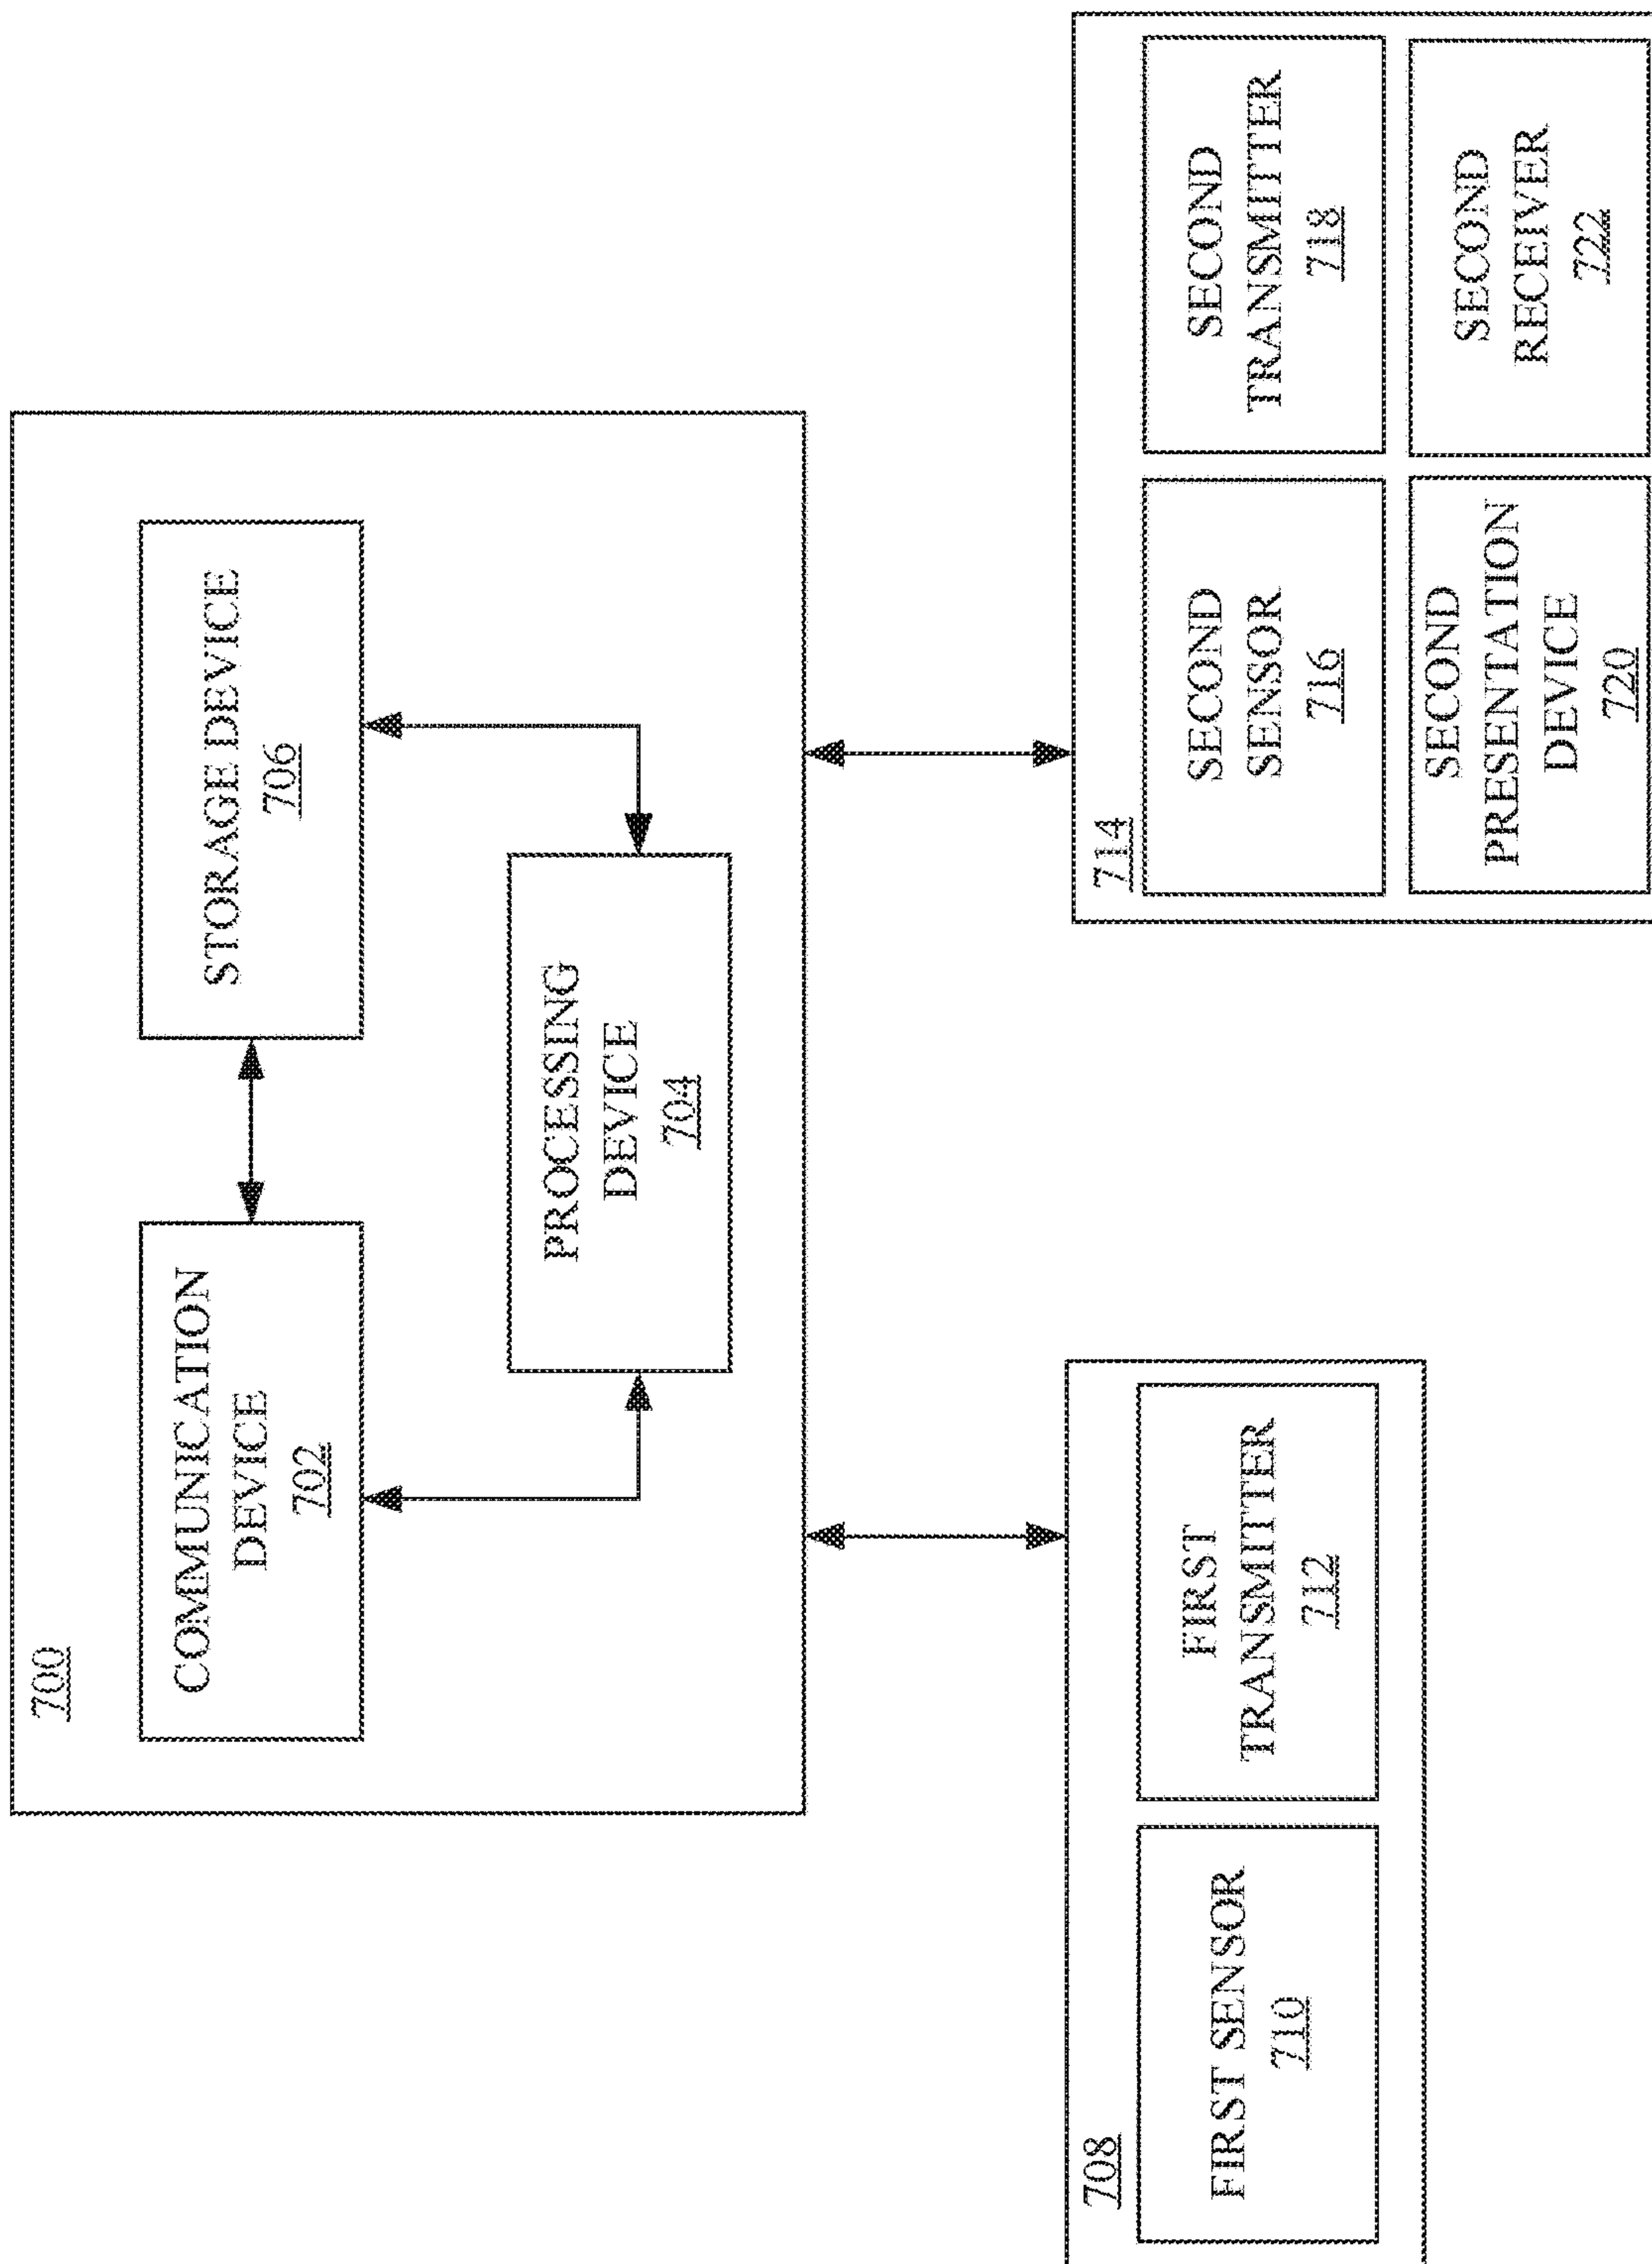 700
COMMUNICATION
DEVICE
702
STORAGE DEVICE
706
PROCESSING
DEVICE
704
708
FIRST SENSOR
710
FIRST
TRANSMITTER
712
714
SECOND
SENSOR
716
SECOND
TRANSMITTER
718
SECOND
PRESENTATION
DEVICE
720
SECOND
RECEIVER
722